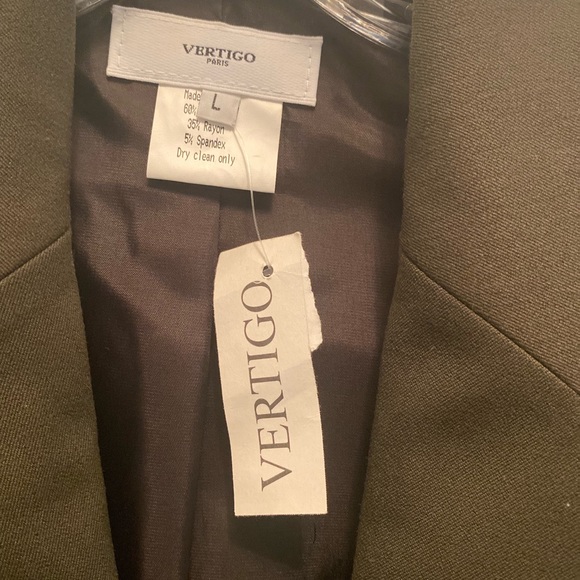 VERTIGO
PARIS
L
Made
60%
35% Rayon
5% Spandex
Dry clean only
VERTIGO